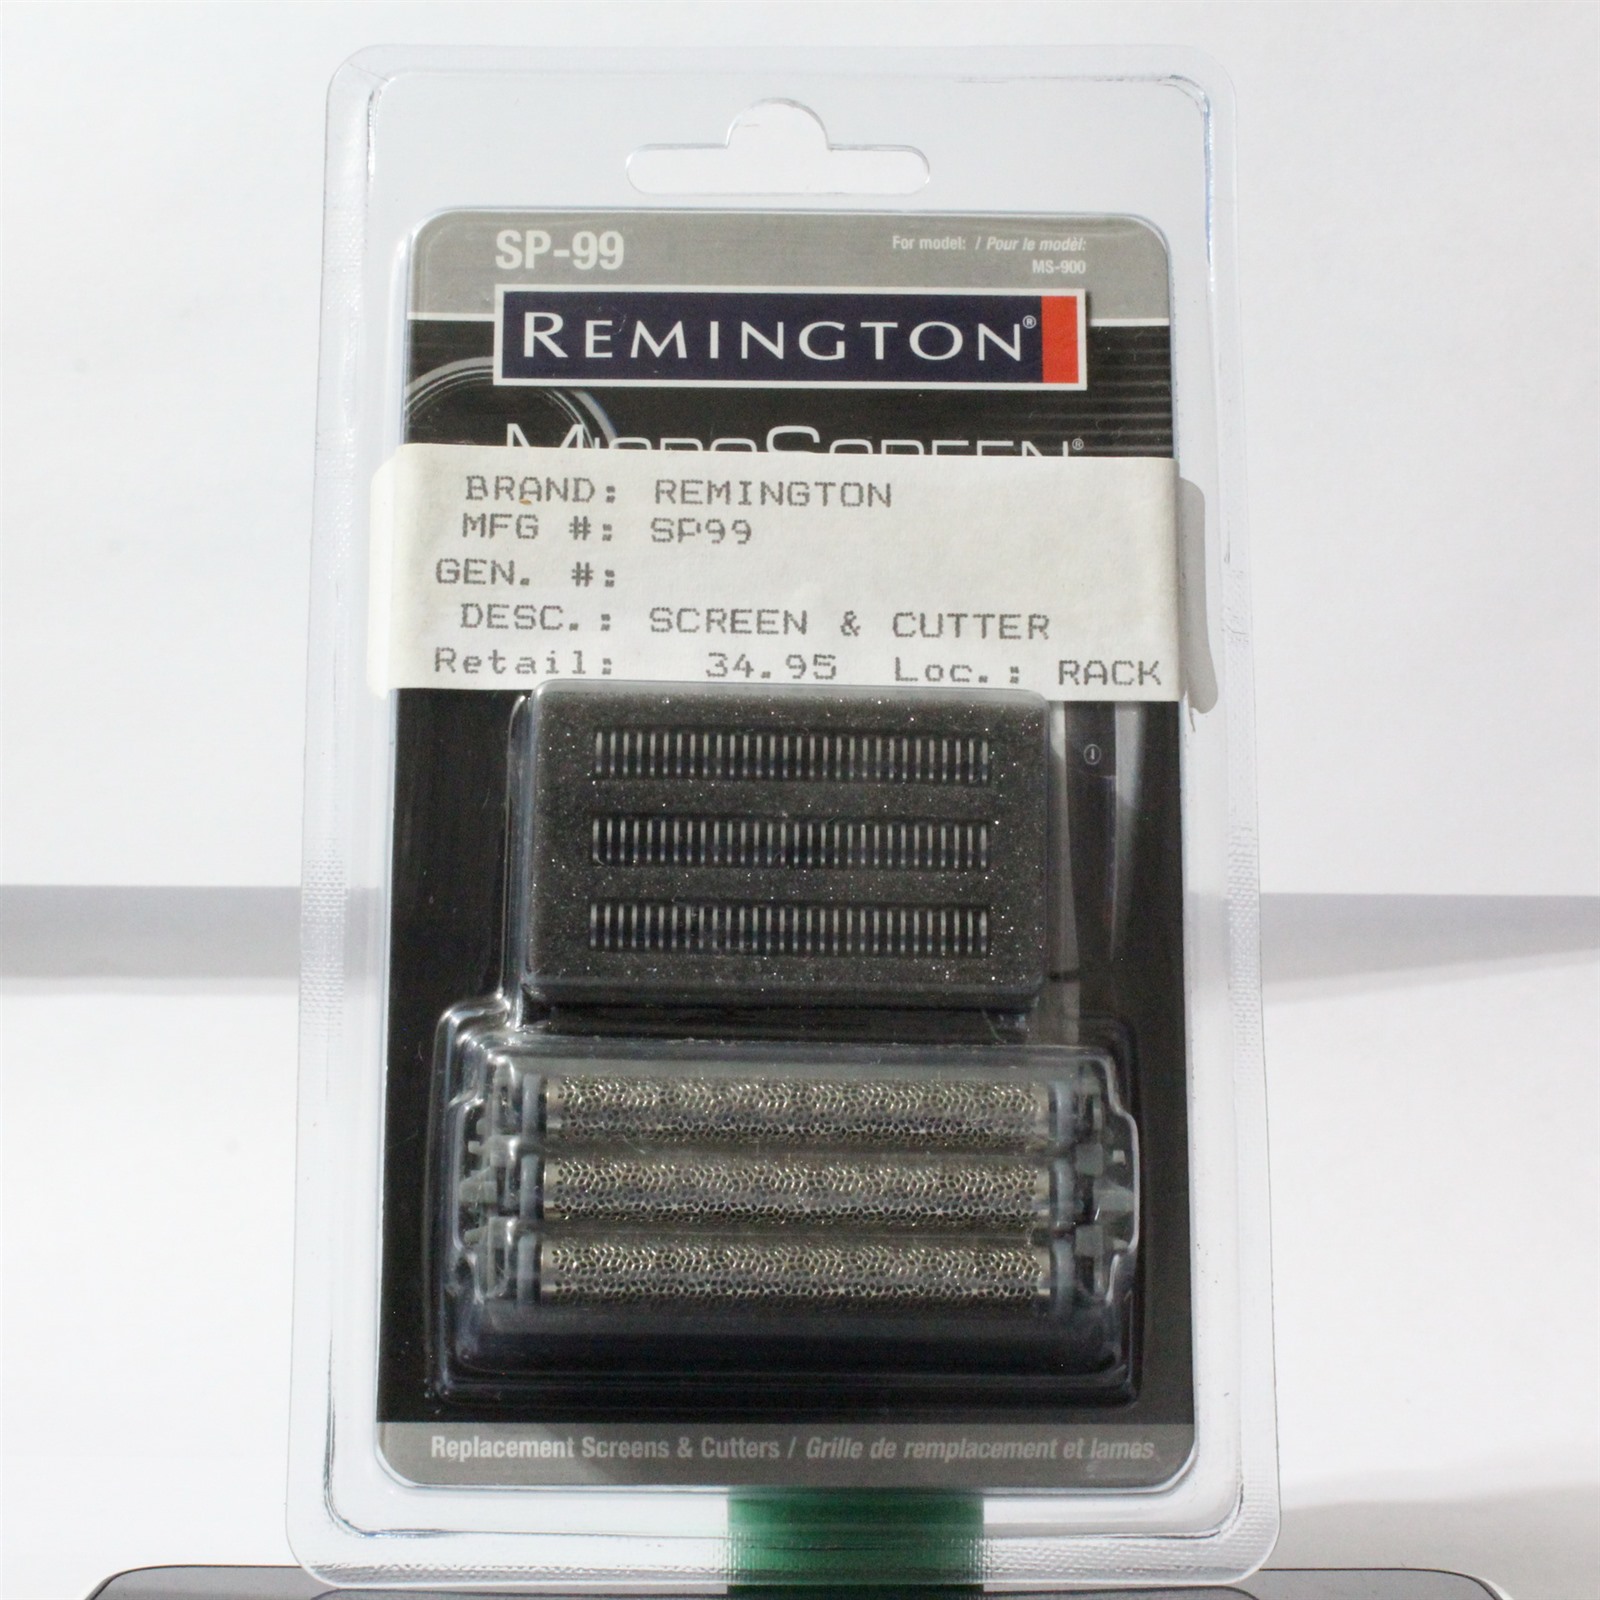 SP-99
For model: / Pour le modèl:
MS-900
REMINGTON®
MICROSCREEN®
BRAND: REMINGTON
MFG #: SP99
GEN. #:
DESC.: SCREEN & CUTTER
Retail: 34.95 Loc.: RACK
Replacement Screens & Cutters / Grille de remplacement et lames